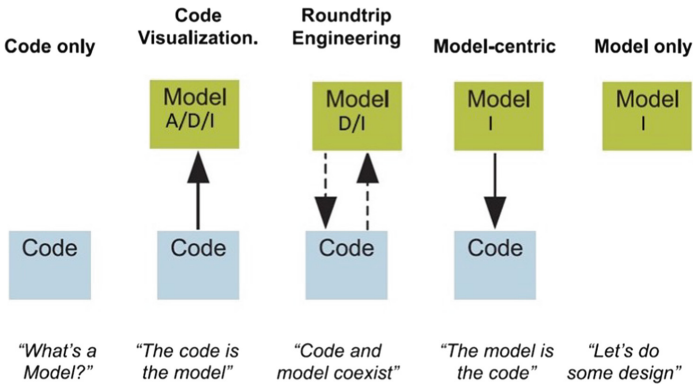 Code only
Code
Visualization.
Roundtrip
Engineering
Model-centric
Model only
Model
A/D/I
Model
D/I
Model
I
Model
I
Code
Code
Code
Code
“What’s a
Model?”
“The code is
the model”
“Code and
model coexist”
“The model is
the code”
“Let’s do
some design”